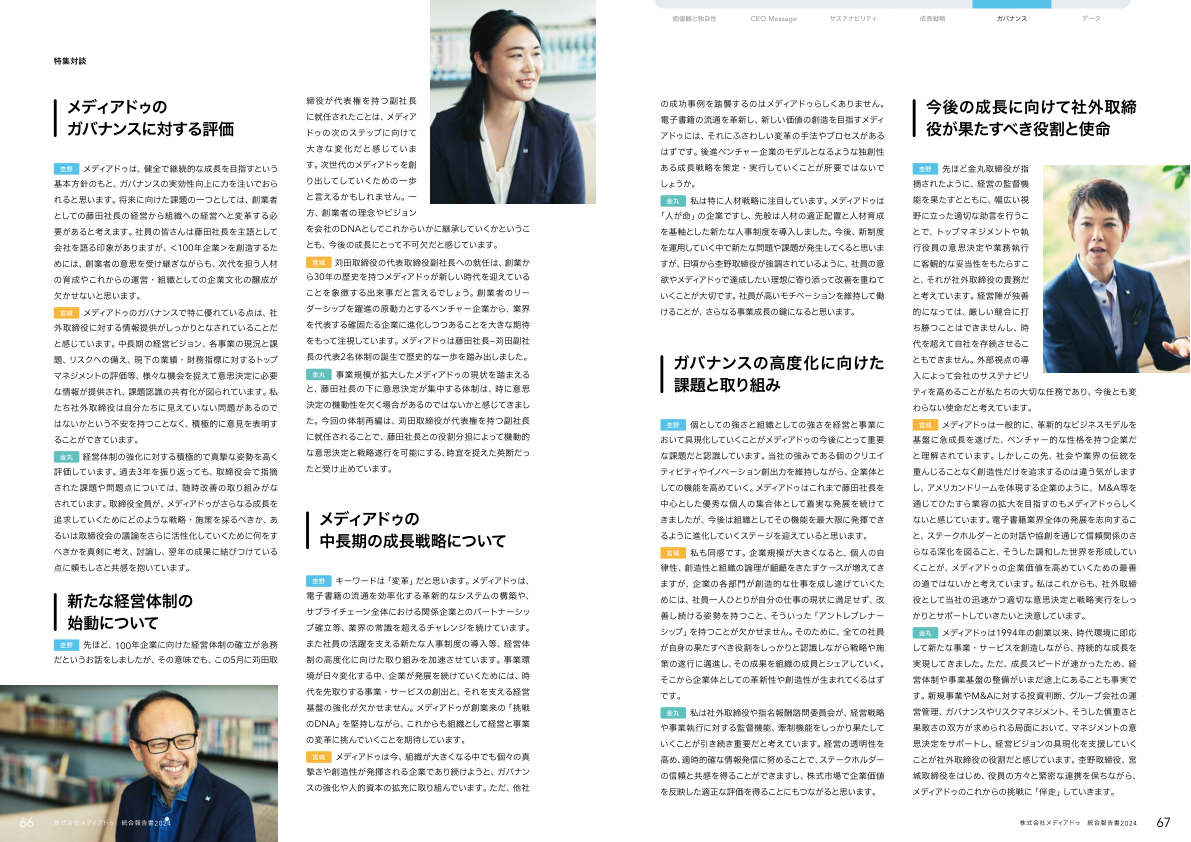 価値観と独自性
CEO Message
サステナビリティ
成長戦略
ガバナンス
データ
特集対談
メディアドゥの
ガバナンスに対する評価
杢野 メディアドゥは、健全で継続的な成長を目指すという
基本方針のもと、ガバナンスの実効性向上に力を注いでおら
れると思います。将来に向けた課題の一つとしては、創業者
としての藤田社長の経営から組織への経営へと変革する必
要があると考えます。社員の皆さんは藤田社長を主語として
会社を語る印象がありますが、<100年企業>を創造するた
めには、創業者の意思を受け継ぎながらも、次代を担う人材
の育成やこれからの運営・組織としての企業文化の醸成が
欠かせないと思います。
宮城 メディアドゥのガバナンスで特に優れている点は、社
外取締役に対する情報提供がしっかりとなされていることだ
と感じています。中長期の経営ビジョン、各事業の現況と課
題、リスクへの備え、現下の業績・財務指標に対するトップ
マネジメントの評価等、様々な機会を捉えて意思決定に必要
な情報が提供され、課題認識の共有化が図られています。私
たち社外取締役は自分たちに見えていない問題があるので
はないかという不安を持つことなく、積極的に意見を表明す
ることができています。
金丸 経営体制の強化に対する積極的で真摯な姿勢を高く
評価しています。過去3年を振り返っても、取締役会で指摘
された課題や問題点については、随時改善の取り組みがな
されています。取締役全員が、メディアドゥがさらなる成長を
追求していくためにどのような戦略・施策を採るべきか、あ
るいは取締役会の議論をさらに活性化していくために何をす
べきかを真剣に考え、討論し、翌年の成果に結びつけている
点に頼もしさと共感を抱いています。
新たな経営体制の
始動について
杢野 先ほど、100年企業に向けた経営体制の確立が急務
だというお話をしましたが、その意味でも、この5月に苅田取
締役が代表権を持つ副社長
に就任されたことは、メディア
ドゥの次のステップに向けて
大きな変化だと感じていま
す。次世代のメディアドゥを創
り出してしていくための一歩
と言えるかもしれません。一
方、創業者の理念やビジョン
を会社のDNAとしてこれからいかに継承していくかというこ
とも、今後の成長にとって不可欠だと感じています。
宮城 苅田取締役の代表取締役副社長への就任は、創業か
ら30年の歴史を持つメディアドゥが新しい時代を迎えている
ことを象徴する出来事だと言えるでしょう。創業者のリー
ダーシップを躍進の原動力とするベンチャー企業から、業界
を代表する確固たる企業に進化しつつあることを大きな期待
をもって注視しています。メディアドゥは藤田社長−苅田副社
長の代表2名体制の誕生で歴史的な一歩を踏み出しました。
金丸 事業規模が拡大したメディアドゥの現状を踏まえる
と、藤田社長の下に意思決定が集中する体制は、時に意思
決定の機動性を欠く場合があるのではないかと感じてきまし
た。今回の体制再編は、苅田取締役が代表権を持つ副社長
に就任されることで、藤田社長との役割分担によって機動的
な意思決定と戦略遂行を可能にする、時宜を捉えた英断だっ
たと受け止めています。
メディアドゥの
中長期の成長戦略について
杢野 キーワードは「変革」だと思います。メディアドゥは、
電子書籍の流通を効率化する革新的なシステムの構築や、
サプライチェーン全体における関係企業とのパートナーシッ
プ確立等、業界の常識を超えるチャレンジを続けています。
また社員の活躍を支える新たな人事制度の導入等、経営体
制の高度化に向けた取り組みを加速させています。事業環
境が日々変化する中、企業が発展を続けていくためには、時
代を先取りする事業・サービスの創出と、それを支える経営
基盤の強化が欠かせません。メディアドゥが創業来の「挑戦
のDNA」を堅持しながら、これからも組織として経営と事業
の変革に挑んでいくことを期待しています。
宮城 メディアドゥは今、組織が大きくなる中でも個々の真
摯さや創造性が発揮される企業であり続けようと、ガバナン
スの強化や人的資本の拡充に取り組んでいます。ただ、他社
の成功事例を踏襲するのはメディアドゥらしくありません。
電子書籍の流通を革新し、新しい価値の創造を目指すメディ
アドゥには、それにふさわしい変革の手法やプロセスがある
はずです。後進ベンチャー企業のモデルとなるような独創性
ある成長戦略を策定・実行していくことが肝要ではないで
しょうか。
金丸 私は特に人材戦略に注目しています。メディアドゥは
「人が命」の企業ですし、先般は人材の適正配置と人材育成
を基軸とした新たな人事制度を導入しました。今後、新制度
を運用していく中で新たな問題や課題が発生してくると思いま
すが、日頃から杢野取締役が強調されているように、社員の意
欲やメディアドゥで達成したい理想に寄り添って改善を重ねて
いくことが大切です。社員が高いモチベーションを維持して働
けることが、さらなる事業成長の鍵になると思います。
ガバナンスの高度化に向けた
課題と取り組み
杢野 個としての強さと組織としての強さを経営と事業に
おいて具現化していくことがメディアドゥの今後にとって重要
な課題だと認識しています。当社の強みである個のクリエイ
ティビティやイノベーション創出力を維持しながら、企業体と
しての機能を高めていく。メディアドゥはこれまで藤田社長を
中心とした優秀な個人の集合体として着実な発展を続けて
きましたが、今後は組織としてその機能を最大限に発揮でき
るように進化していくステージを迎えていると思います。
宮城 私も同感です。企業規模が大きくなると、個人の自
律性、創造性と組織の論理が齟齬をきたすケースが増えてき
ますが、企業の各部門が創造的な仕事を成し遂げていくた
めには、社員一人ひとりが自分の仕事の現状に満足せず、改
善し続ける姿勢を持つこと、そういった「アントレプレナー
シップ」を持つことが欠かせません。そのために、全ての社員
が自身の果たすべき役割をしっかりと認識しながら戦略や施
策の遂行に邁進し、その成果を組織の成員とシェアしていく。
そこから企業体としての革新性や創造性が生まれてくるはず
です。
金丸 私は社外取締役や指名報酬諮問委員会が、経営戦略
や事業執行に対する監督機能、牽制機能をしっかり果たして
いくことが引き続き重要だと考えています。経営の透明性を
高め、適時的確な情報発信に努めることで、ステークホルダー
の信頼と共感を得ることができますし、株式市場で企業価値
を反映した適正な評価を得ることにもつながると思います。
今後の成長に向けて社外取締
役が果たすべき役割と使命
杢野 先ほど金丸取締役が指
摘されたように、経営の監督機
能を果たすとともに、幅広い視
野に立った適切な助言を行うこ
とで、トップマネジメントや執
行役員の意思決定や業務執行
に客観的な妥当性をもたらすこ
と、それが社外取締役の責務だ
と考えています。経営陣が独善
的になっては、厳しい競合に打
ち勝つことはできませんし、時
代を超えて自社を存続させるこ
ともできません。外部視点の導
入によって会社のサステナビリ
ティを高めることが私たちの大切な任務であり、今後とも変
わらない使命だと考えています。
宮城 メディアドゥは一般的に、革新的なビジネスモデルを
基盤に急成長を遂げた、ベンチャー的な性格を持つ企業だ
と理解されています。しかしこの先、社会や業界の伝統を
重んじることなく創造性だけを追求するのは違う気がします
し、アメリカンドリームを体現する企業のように、M&A等を
通じてひたすら業容の拡大を目指すのもメディアドゥらしく
ないと感じています。電子書籍業界全体の発展を志向するこ
と、ステークホルダーとの対話や協創を通じて信頼関係のさ
らなる深化を図ること、そうした調和した世界を形成してい
くことが、メディアドゥの企業価値を高めていくための最善
の道ではないかと考えています。私はこれからも、社外取締
役として当社の迅速かつ適切な意思決定と戦略実行をしっ
かりとサポートしていきたいと決意しています。
金丸 メディアドゥは1994年の創業以来、時代環境に即応
して新たな事業・サービスを創造しながら、持続的な成長を
実現してきました。ただ、成長スピードが速かったため、経
営体制や事業基盤の整備がいまだ途上にあることも事実で
す。新規事業やM&Aに対する投資判断、グループ会社の運
営管理、ガバナンスやリスクマネジメント、そうした慎重さと
果敢さの双方が求められる局面において、マネジメントの意
思決定をサポートし、経営ビジョンの具現化を支援していく
ことが社外取締役の役割だと感じています。杢野取締役、宮
城取締役をはじめ、役員の方々と緊密な連携を保ちながら、
メディアドゥのこれからの挑戦に「伴走」していきます。
66 株式会社メディアドゥ 統合報告書2024
株式会社メディアドゥ 統合報告書2024 67